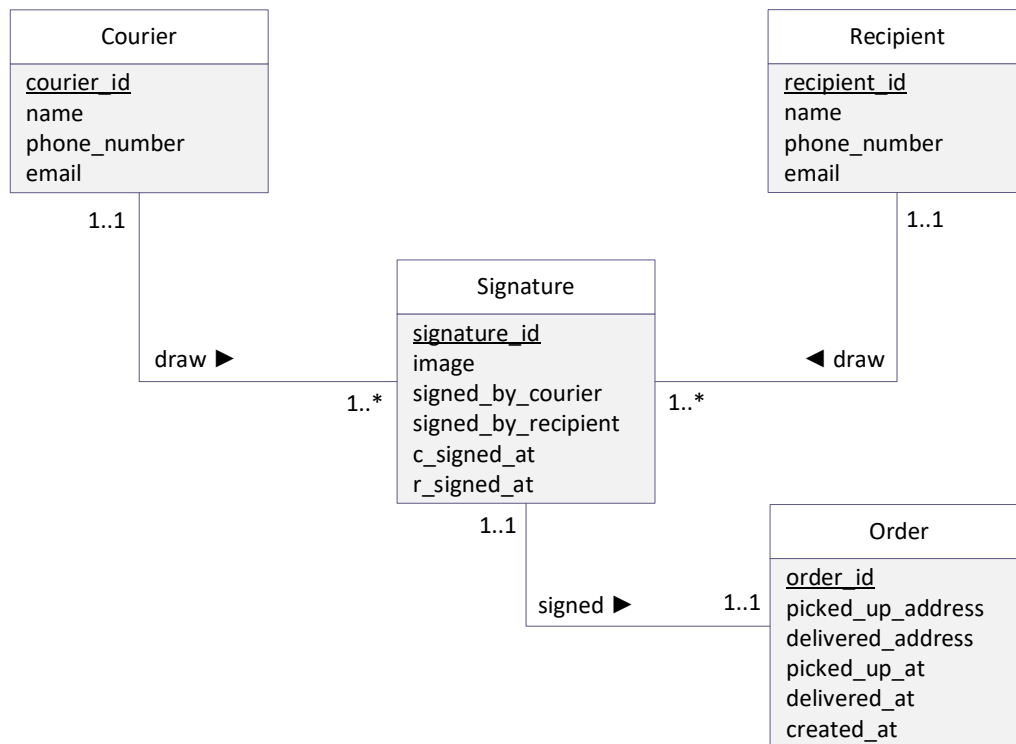 Courier
courier_id
name
phone_number
email
1..1
Recipient
recipient_id
name
phone_number
email
1..1
draw ►
1..*
Signature
signature_id
image
signed_by_courier
signed_by_recipient
c_signed_at
r_signed_at
◄ draw
1..*
1..1
signed ►
1..1
Order
order_id
picked_up_address
delivered_address
picked_up_at
delivered_at
created_at